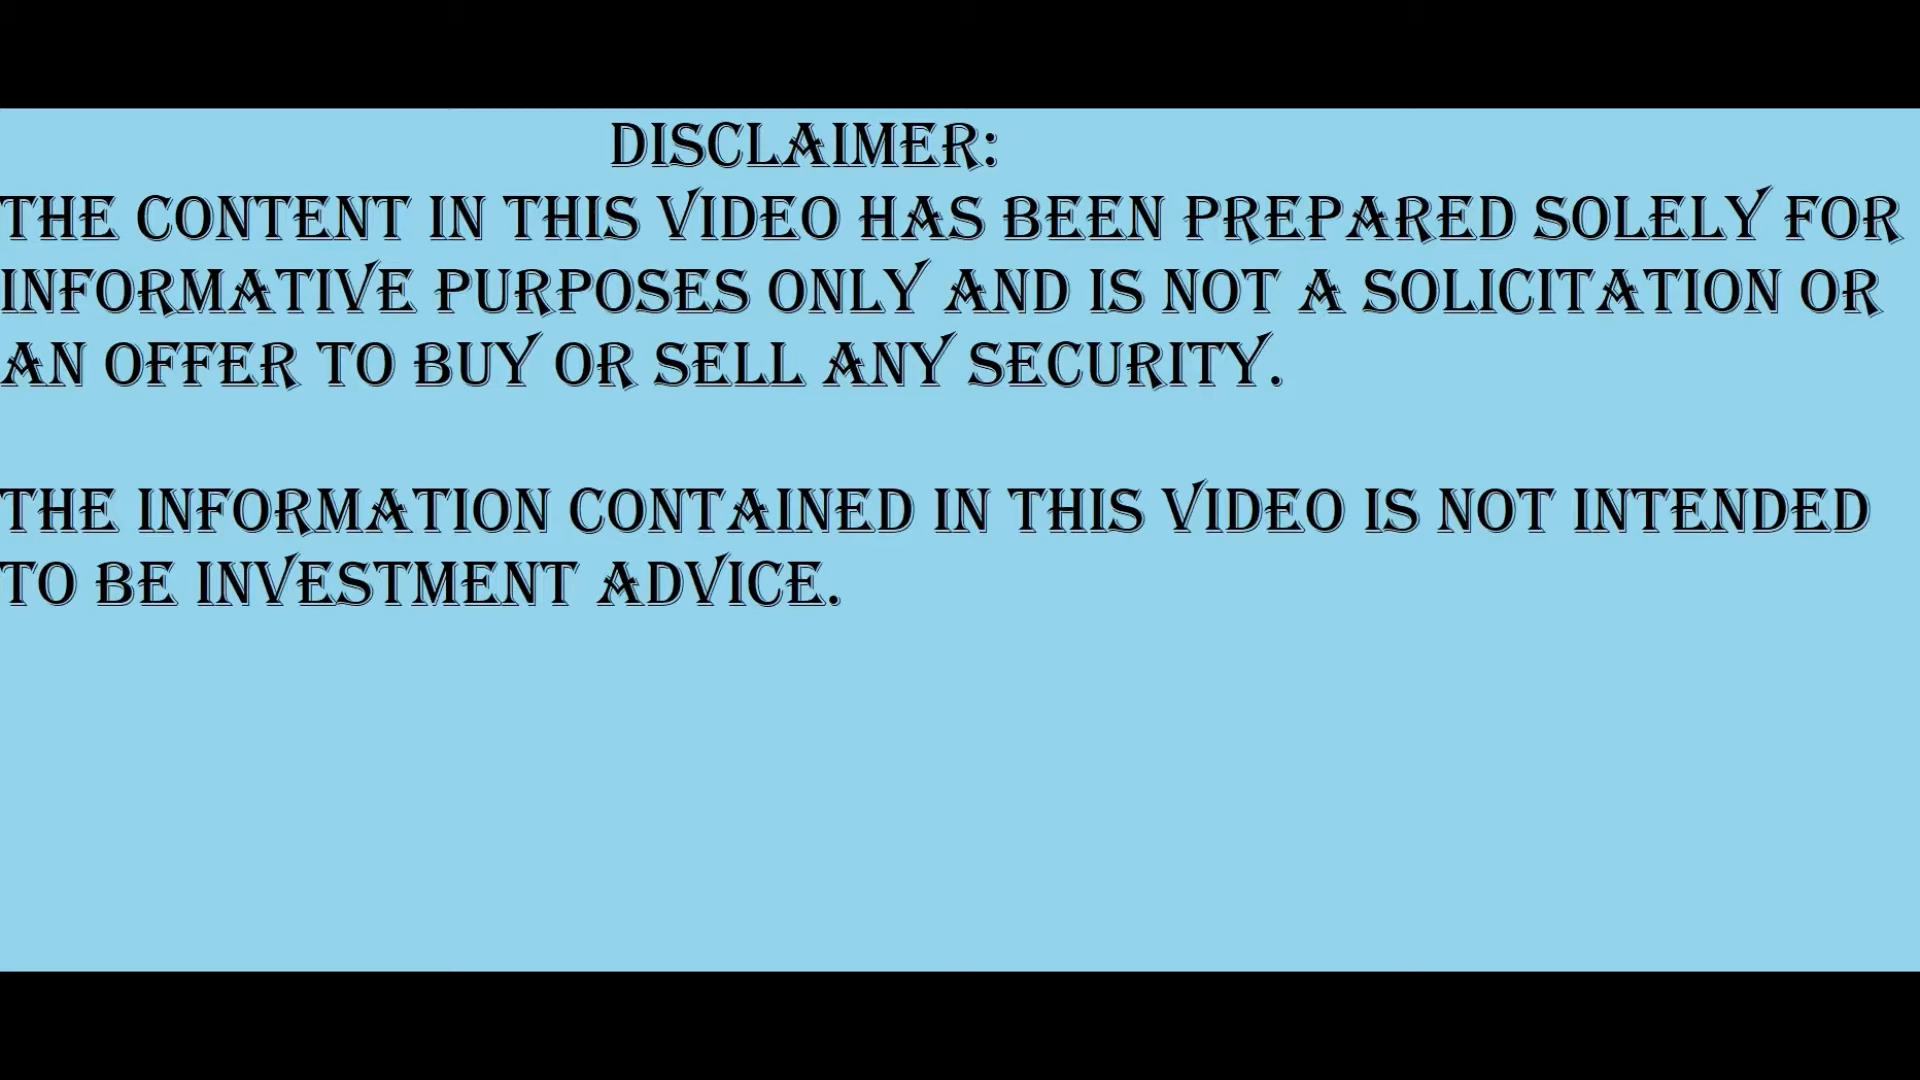 DISCLAIMER:
THE CONTENT IN THIS VIDEO HAS BEEN PREPARED SOLELY FOR
INFORMATIVE PURPOSES ONLY AND IS NOT A SOLICITATION OR
AN OFFER TO BUY OR SELL ANY SECURITY.
THE INFORMATION CONTAINED IN THIS VIDEO IS NOT INTENDED
TO BE INVESTMENT ADVICE.